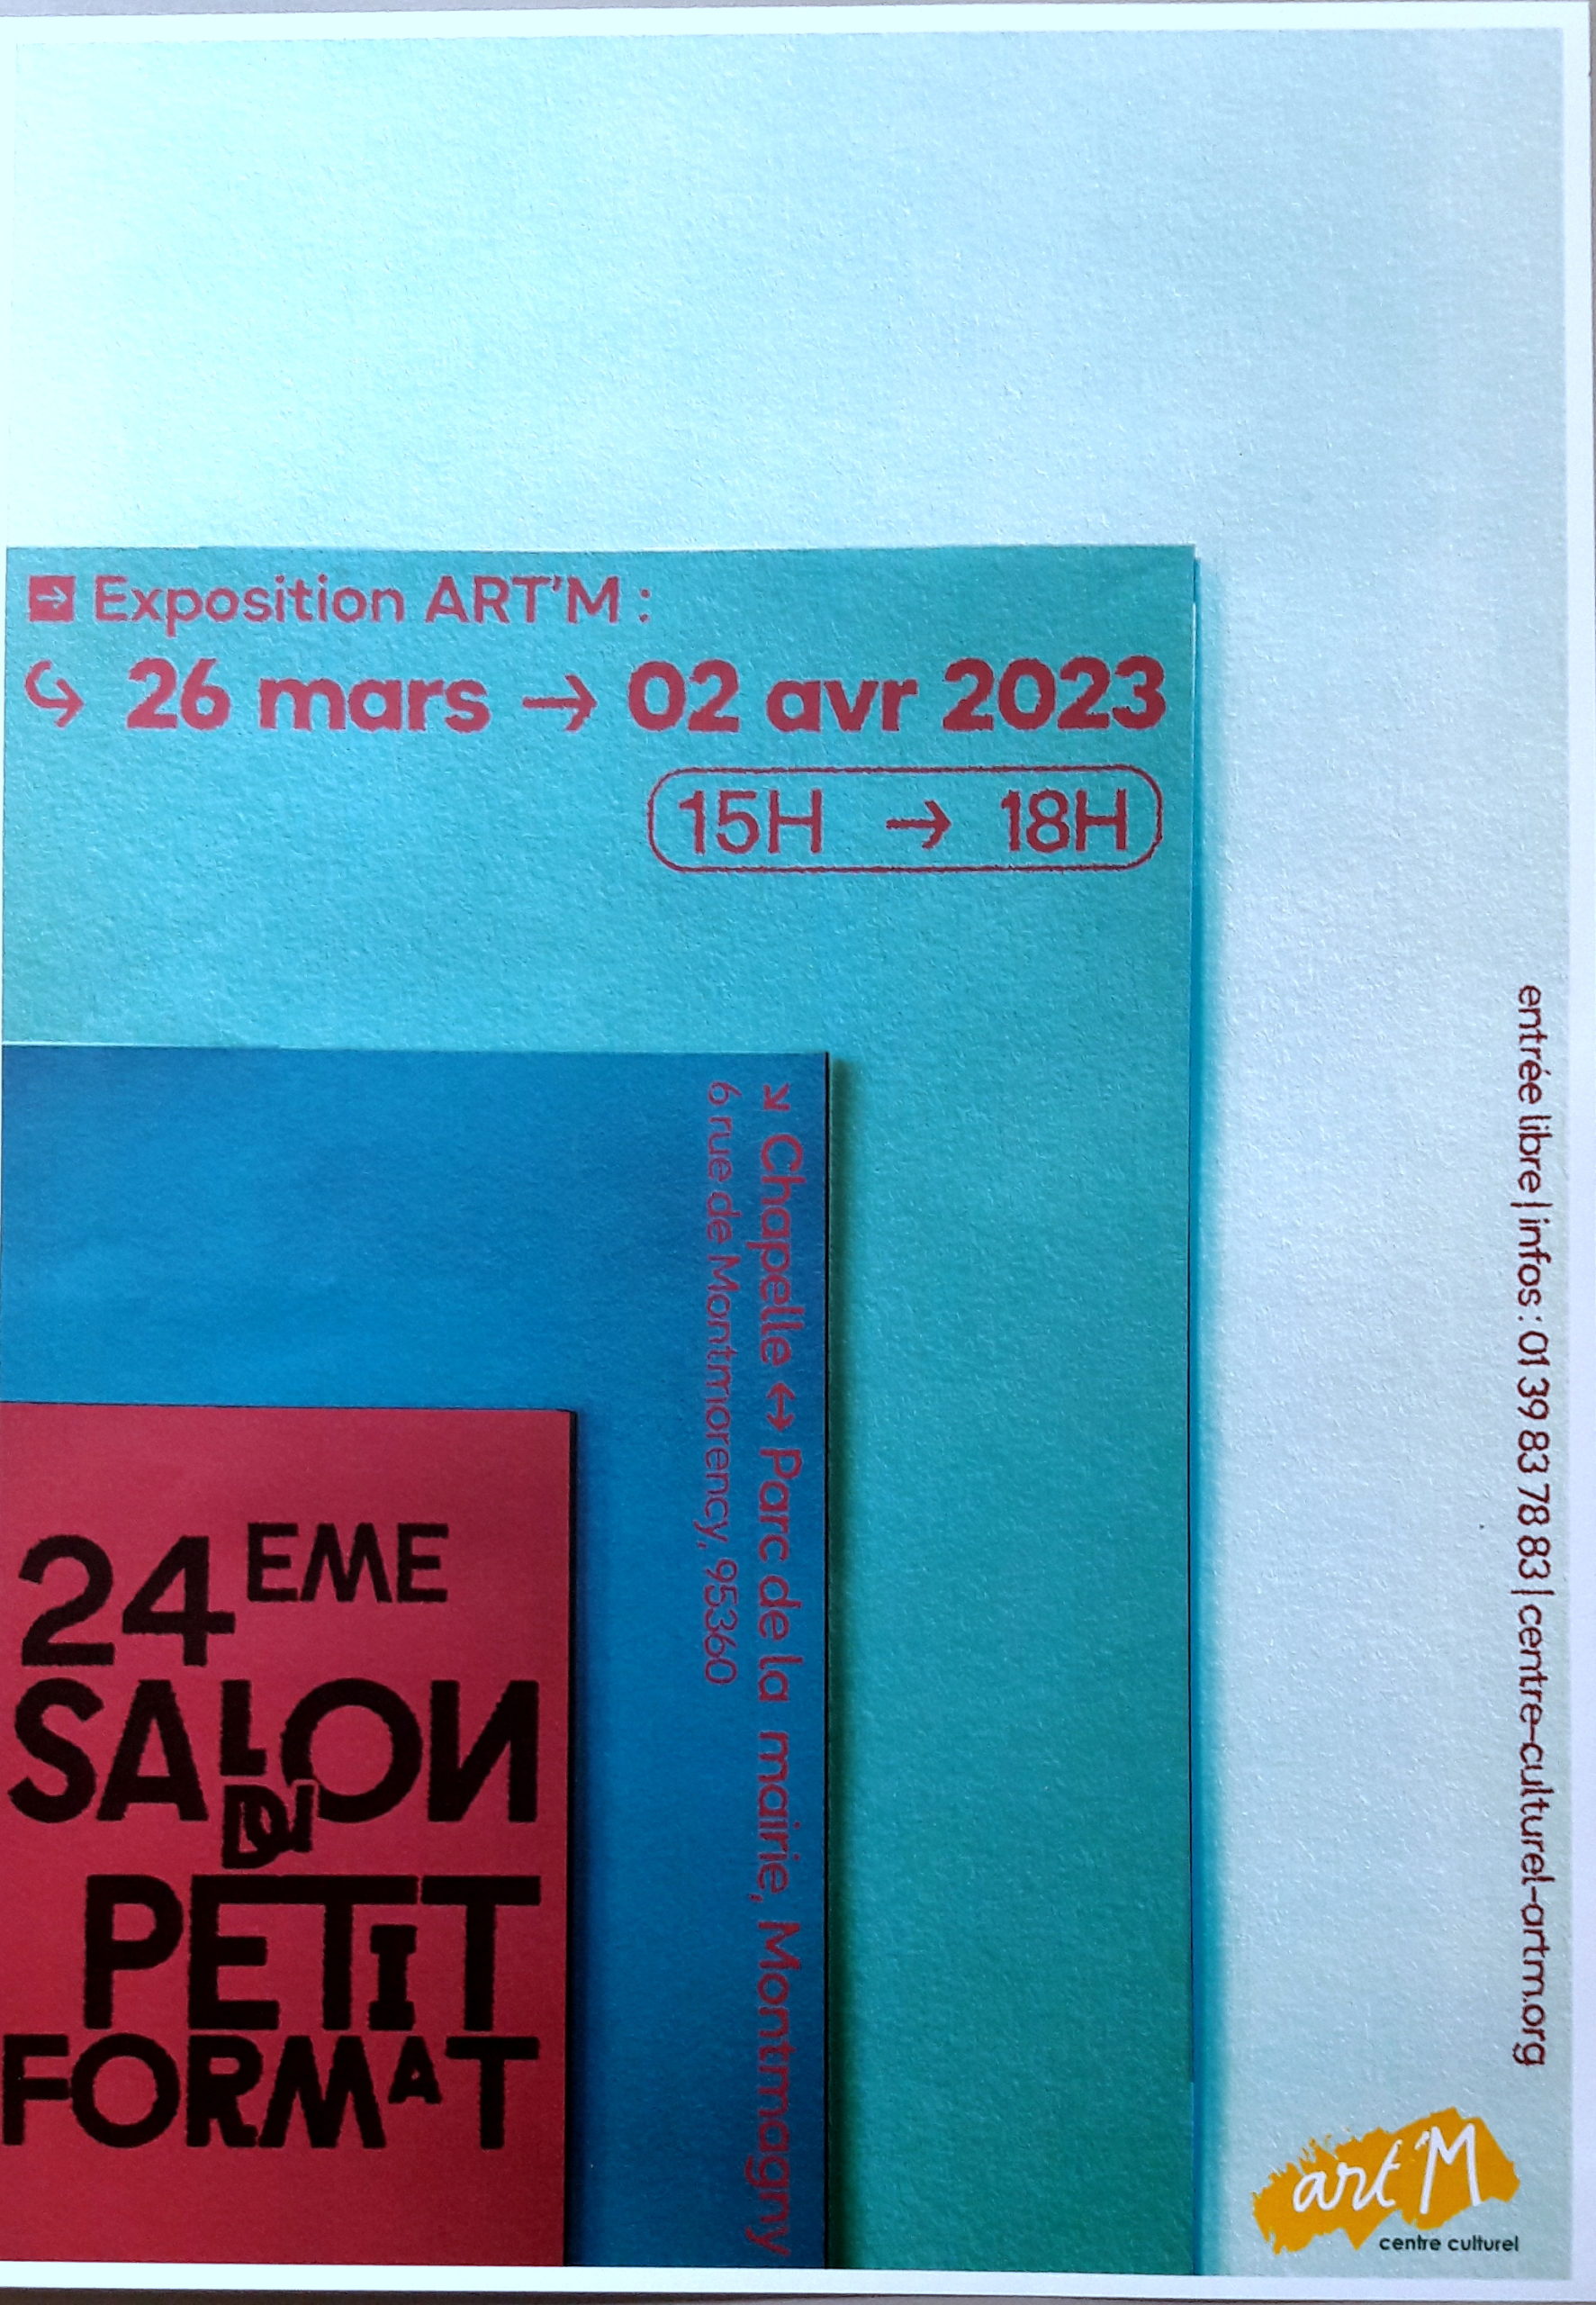 Exposition ART'M :
26 mars → 02 avr 2023
15H → 18H
Chapelle ↔ Parc de la mairie, Montmagny
6 rue de Montmorency, 95360
24EME
SALON
DU
PETIT
FORMAT
entrée libre | infos : 01 39 83 78 83 | centre-culturel-artm.org
art'M
centre culturel